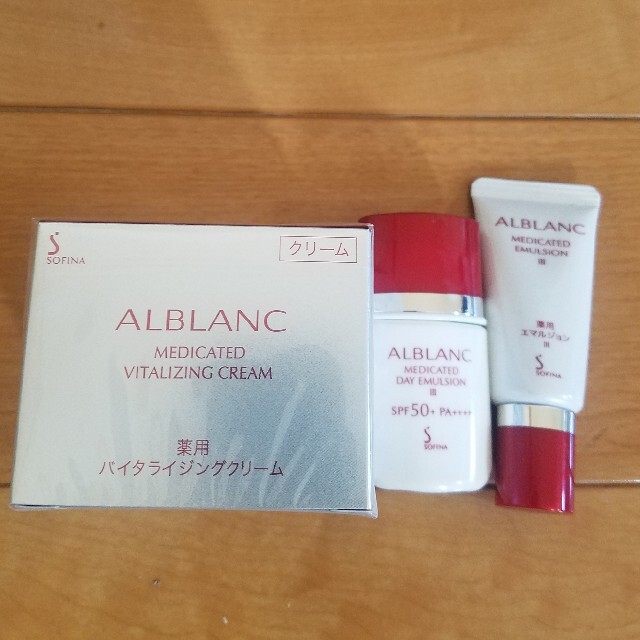 SOFINA
クリーム
ALBLANC
MEDICATED
VITALIZING CREAM
薬用
バイタライジングクリーム
ALBLANC
MEDICATED
DAY EMULSION
III
SPF50+ PA++++
SOFINA
ALBLANC
MEDICATED
EMULSION
III
薬用
エマルジョン
III
SOFINA